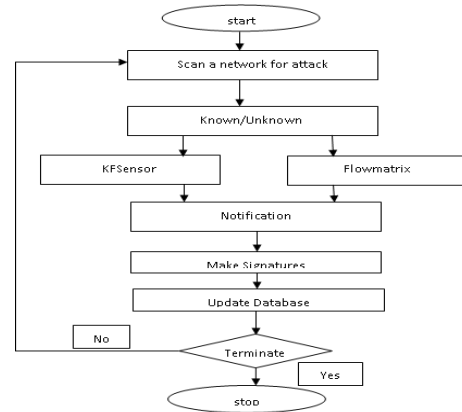 start
Scan a network for attack
Known/Unknown
KFSensor
Flowmatrix
Notification
Make Signatures
Update Database
No
Terminate
Yes
stop